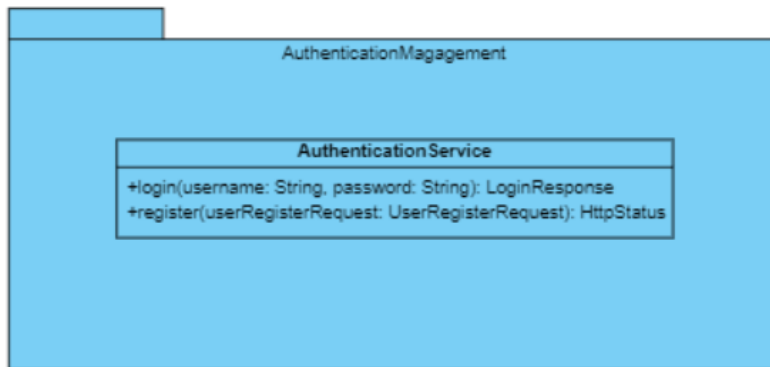 AuthenticationMagagement
AuthenticationService
+login(username: String, password: String): LoginResponse
+register(userRegisterRequest: UserRegisterRequest): HttpStatus